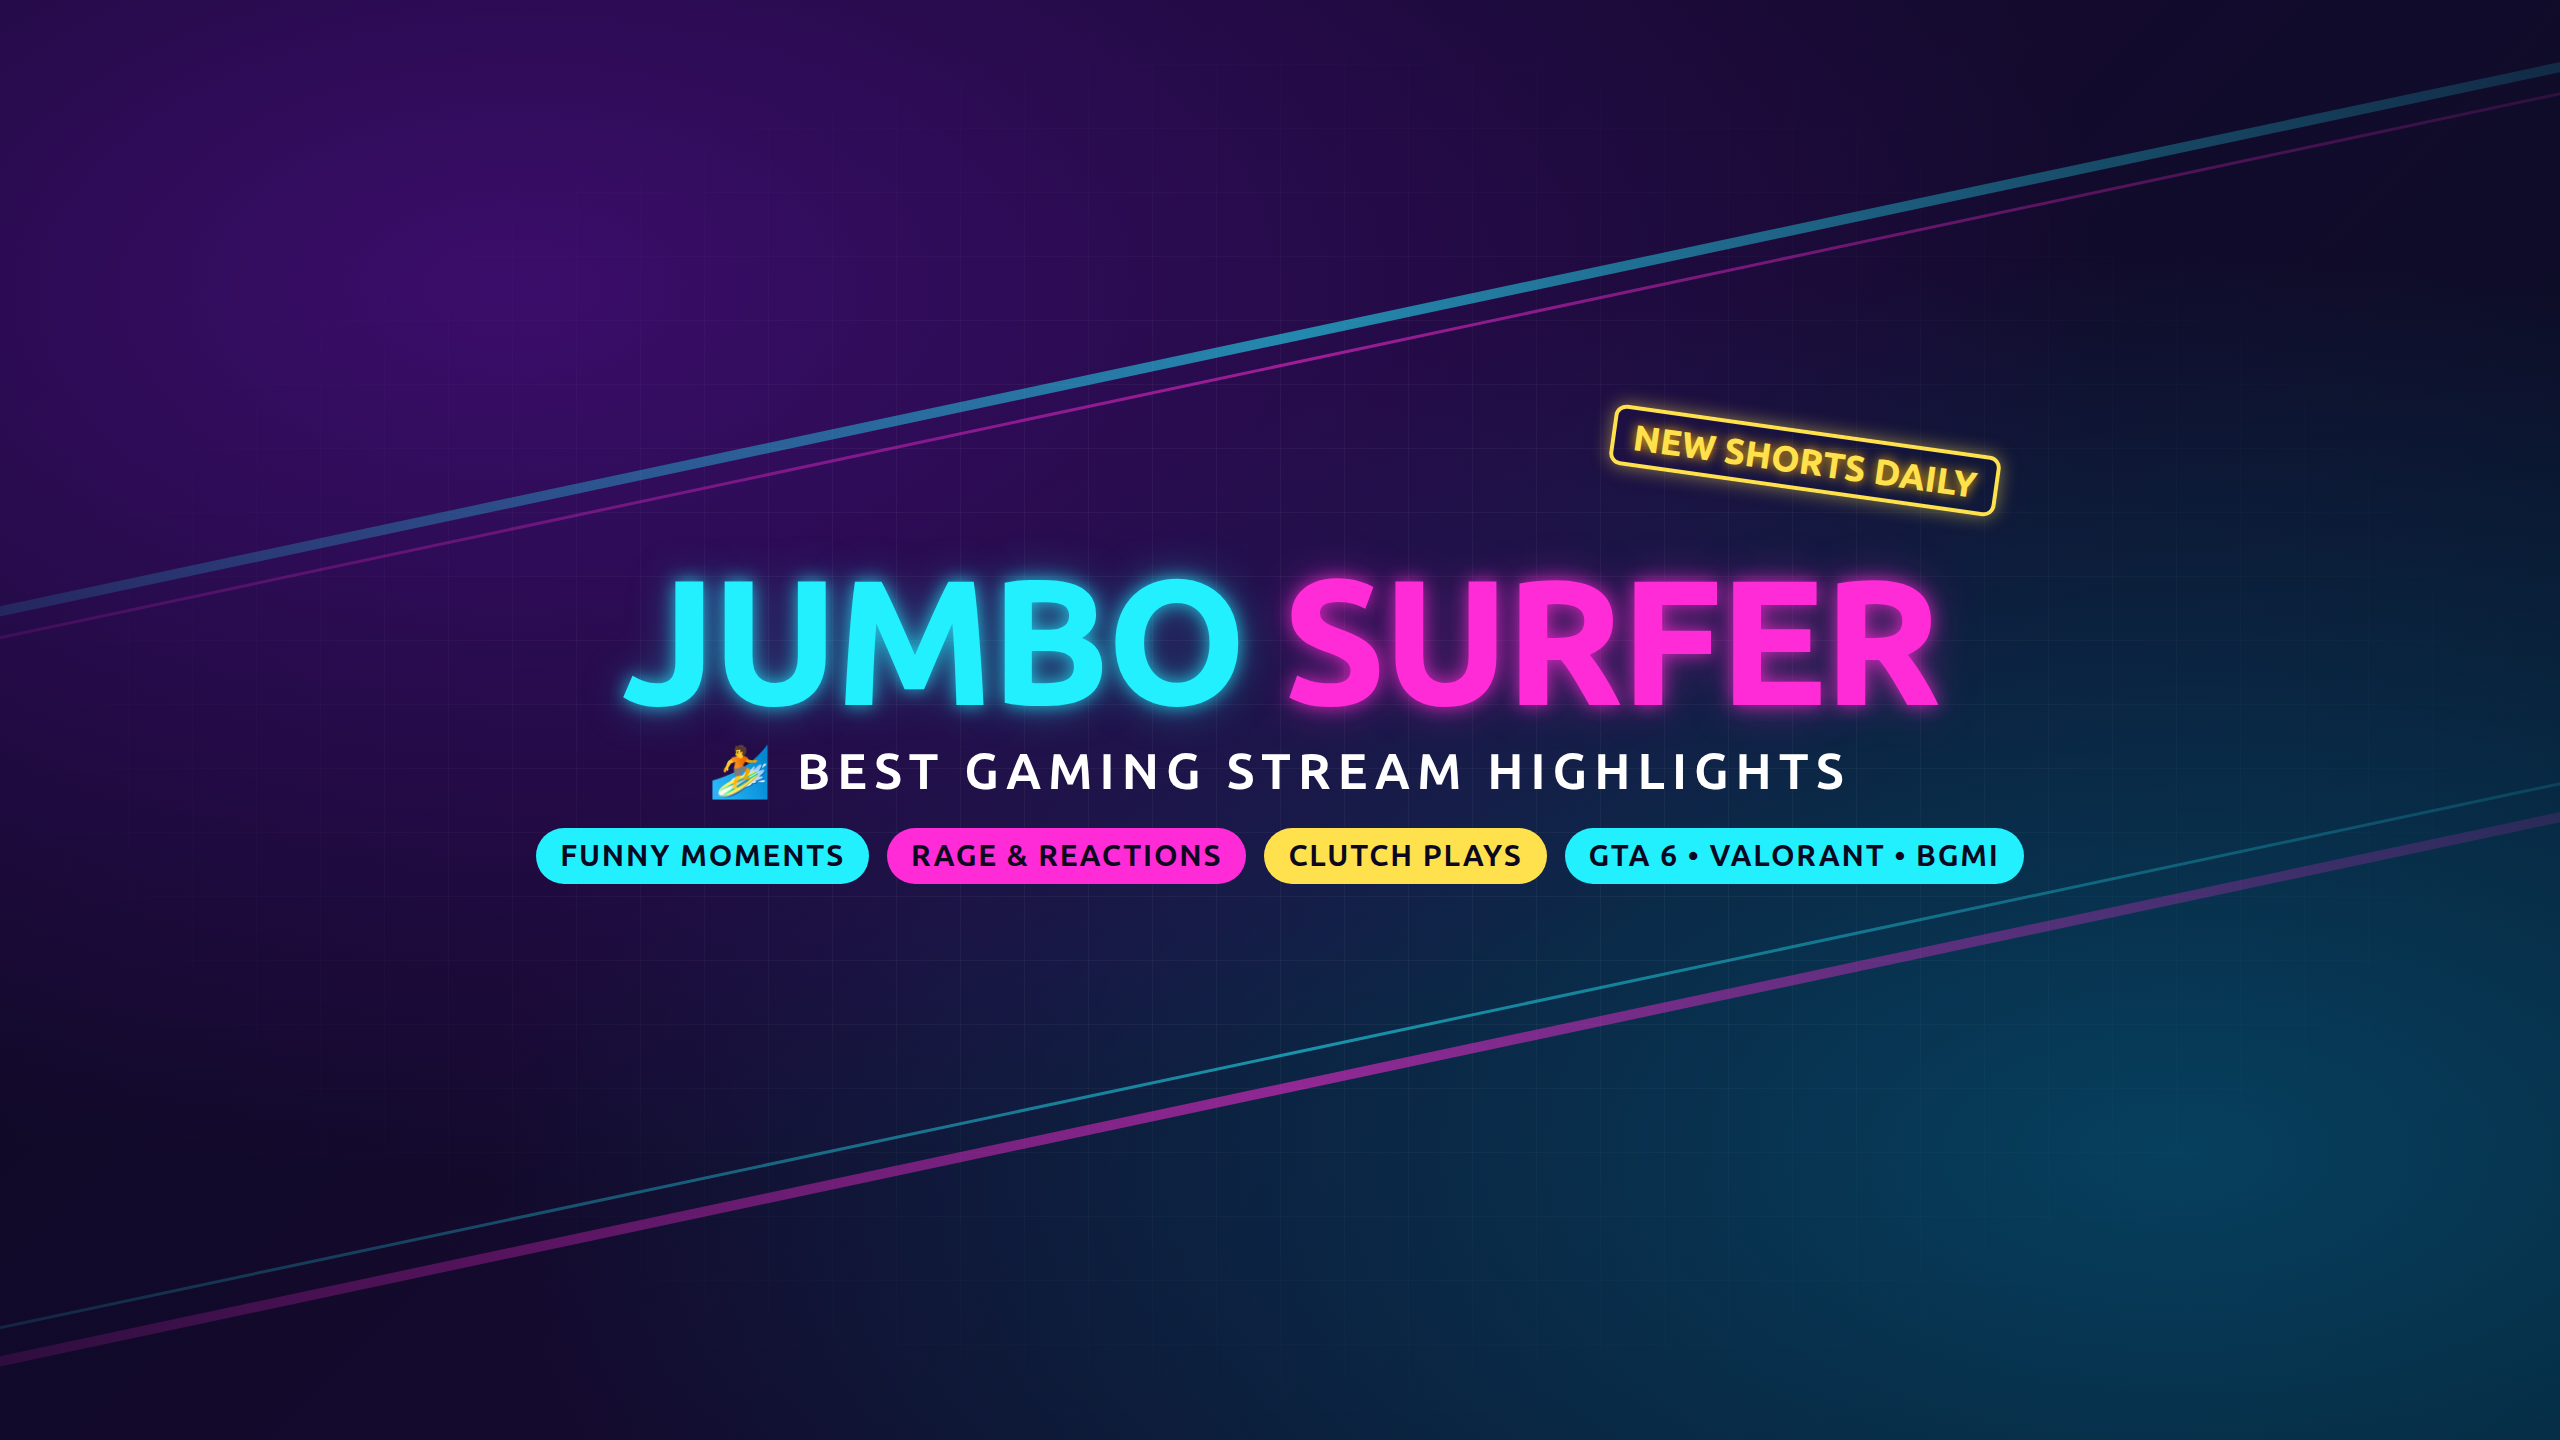 NEW SHORTS DAILY
JUMBO SURFER
BEST GAMING STREAM HIGHLIGHTS
FUNNY MOMENTS
RAGE & REACTIONS
CLUTCH PLAYS
GTA 6 • VALORANT • BGMI